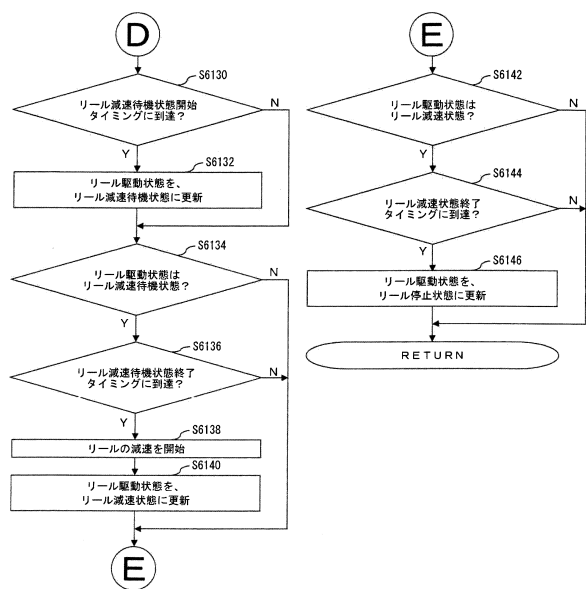 D
S6130
リール減速待機状態開始
タイミングに到達?
N
Y
S6132
リール駆動状態を、
リール減速待機状態に更新
S6134
リール駆動状態は
リール減速待機状態?
N
Y
S6136
リール減速待機状態終了
タイミングに到達?
N
Y
S6138
リールの減速を開始
S6140
リール駆動状態を、
リール減速状態に更新
E
E
S6142
リール駆動状態は
リール減速状態?
N
Y
S6144
リール減速状態終了
タイミングに到達?
N
Y
S6146
リール駆動状態を、
リール停止状態に更新
RETURN